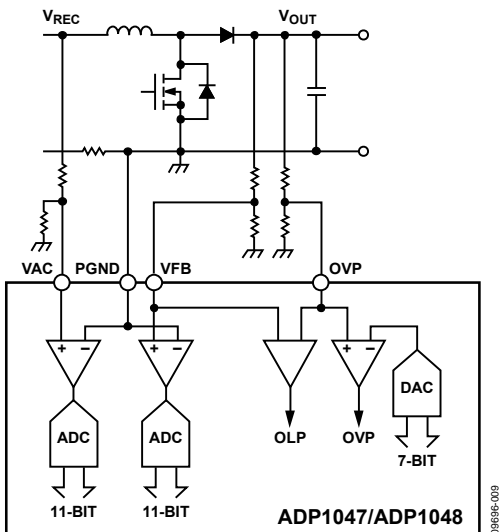 VREC VOUT
VAC PGND VFB OVP
+ − + − + −
ADC ADC OLP OVP DAC
7-BIT
11-BIT 11-BIT ADP1047/ADP1048
09696-009